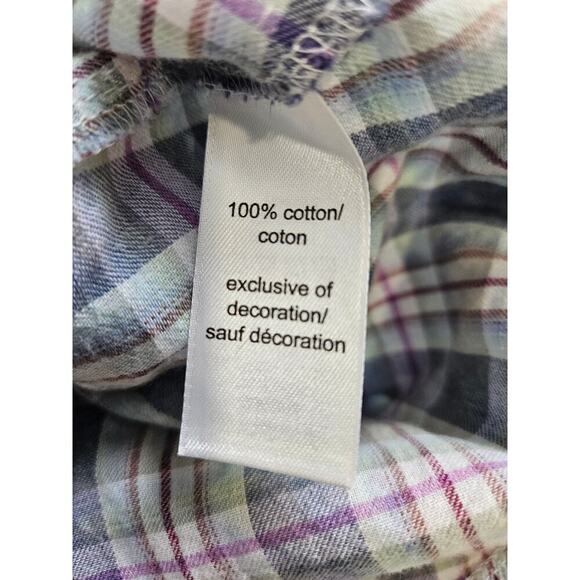 100% cotton/
coton
exclusive of
decoration/
sauf décoration